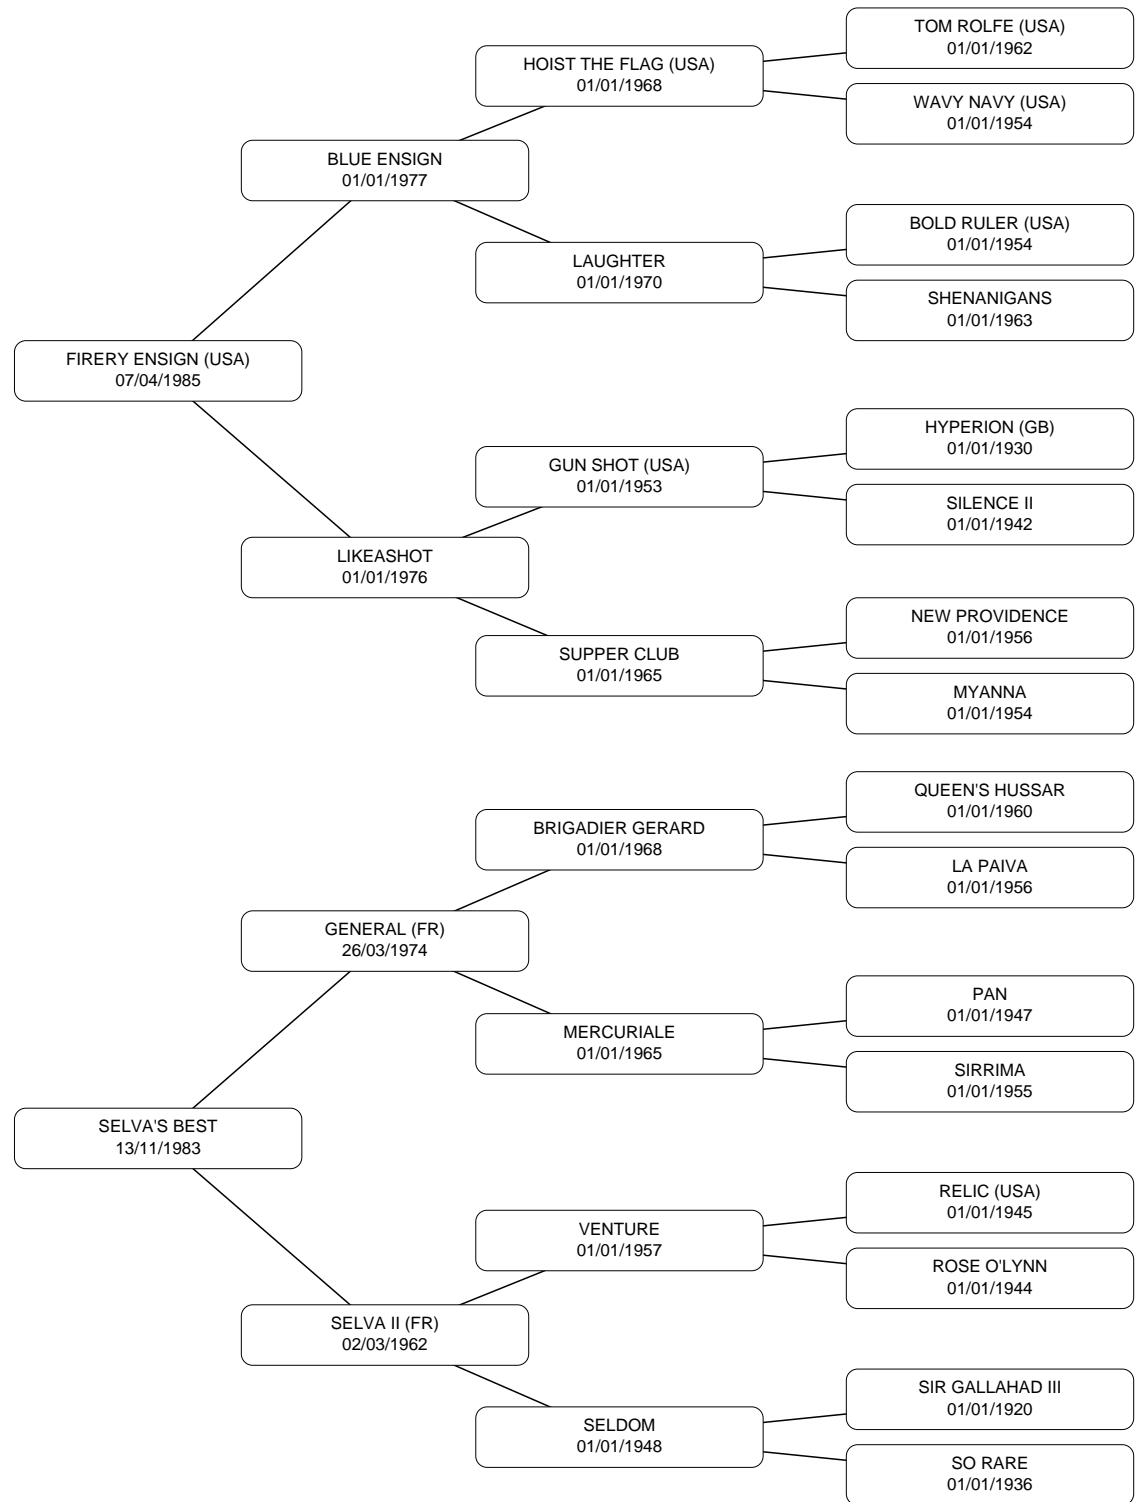 TOM ROLFE (USA)
01/01/1962
HOIST THE FLAG (USA)
01/01/1968
WAVY NAVY (USA)
01/01/1954
BLUE ENSIGN
01/01/1977
BOLD RULER (USA)
01/01/1954
LAUGHTER
01/01/1970
SHENANIGANS
01/01/1963
FIRERY ENSIGN (USA)
07/04/1985
HYPERION (GB)
01/01/1930
GUN SHOT (USA)
01/01/1953
SILENCE II
01/01/1942
LIKEASHOT
01/01/1976
NEW PROVIDENCE
01/01/1956
SUPPER CLUB
01/01/1965
MYANNA
01/01/1954
QUEEN'S HUSSAR
01/01/1960
BRIGADIER GERARD
01/01/1968
LA PAIVA
01/01/1956
GENERAL (FR)
26/03/1974
PAN
01/01/1947
MERCURIALE
01/01/1965
SIRRIMA
01/01/1955
SELVA'S BEST
13/11/1983
RELIC (USA)
01/01/1945
VENTURE
01/01/1957
ROSE O'LYNN
01/01/1944
SELVA II (FR)
02/03/1962
SIR GALLAHAD III
01/01/1920
SELDOM
01/01/1948
SO RARE
01/01/1936